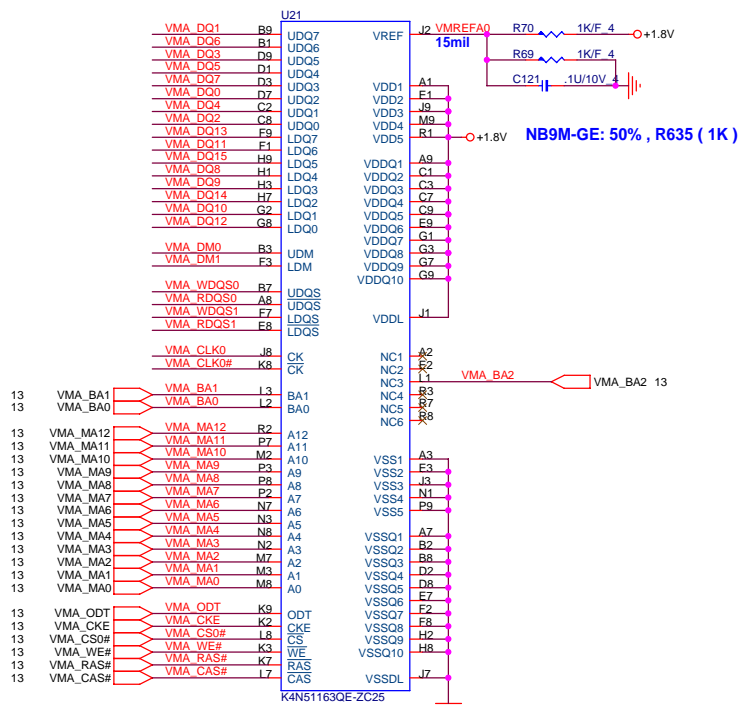 U21
VMA_DQ1 B9 UDQ7 VREF J2 VMREFA0 R70 1K/F_4 +1.8V
VMA_DQ6 B1 UDQ6 15mil
VMA_DQ3 D9 UDQ5 R69 1K/F_4
VMA_DQ5 D1 UDQ4
VMA_DQ7 D3 UDQ3 VDD1 A1 C121 .1U/10V_4
VMA_DQ0 D7 UDQ2 VDD2 E1
VMA_DQ4 C2 UDQ1 VDD3 J9
VMA_DQ2 C8 UDQ0 VDD4 M9
VMA_DQ13 F9 LDQ7 VDD5 R1 +1.8V NB9M-GE: 50% , R635 ( 1K )
VMA_DQ11 F1 LDQ6
VMA_DQ15 H9 LDQ5 VDDQ1 A9
VMA_DQ8 H1 LDQ4 VDDQ2 C1
VMA_DQ9 H3 LDQ3 VDDQ3 C3
VMA_DQ14 H7 LDQ2 VDDQ4 C7
VMA_DQ10 G2 LDQ1 VDDQ5 C9
VMA_DQ12 G8 LDQ0 VDDQ6 E9
VDDQ7 G1
VMA_DM0 B3 UDM VDDQ8 G3
VMA_DM1 F3 LDM VDDQ9 G7
VDDQ10 G9
VMA_WDQS0 B7 UDQS
VMA_RDQS0 A8 UDQS
VMA_WDQS1 F7 LDQS VDDL J1
VMA_RDQS1 E8 LDQS
VMA_CLK0 J8 CK NC1 A2
VMA_CLK0# K8 CK NC2 E2
NC3 L1 VMA_BA2 VMA_BA2 13
13 VMA_BA1 VMA_BA1 L3 BA1 NC4 R3
13 VMA_BA0 VMA_BA0 L2 BA0 NC5 R7
NC6 R8
13 VMA_MA12 VMA_MA12 R2 A12
13 VMA_MA11 VMA_MA11 P7 A11
13 VMA_MA10 VMA_MA10 M2 A10 VSS1 A3
13 VMA_MA9 VMA_MA9 P3 A9 VSS2 E3
13 VMA_MA8 VMA_MA8 P8 A8 VSS3 J3
13 VMA_MA7 VMA_MA7 P2 A7 VSS4 N1
13 VMA_MA6 VMA_MA6 N7 A6 VSS5 P9
13 VMA_MA5 VMA_MA5 N3 A5
13 VMA_MA4 VMA_MA4 N8 A4 VSSQ1 A7
13 VMA_MA3 VMA_MA3 N2 A3 VSSQ2 B2
13 VMA_MA2 VMA_MA2 M7 A2 VSSQ3 B8
13 VMA_MA1 VMA_MA1 M3 A1 VSSQ4 D2
13 VMA_MA0 VMA_MA0 M8 A0 VSSQ5 D8
VSSQ6 E7
13 VMA_ODT VMA_ODT K9 ODT VSSQ7 F2
13 VMA_CKE VMA_CKE K2 CKE VSSQ8 F8
13 VMA_CS0# VMA_CS0# L8 CS VSSQ9 H2
13 VMA_WE# VMA_WE# K3 WE VSSQ10 H8
13 VMA_RAS# VMA_RAS# K7 RAS
13 VMA_CAS# VMA_CAS# L7 CAS VSSDL J7
K4N51163QE-ZC25